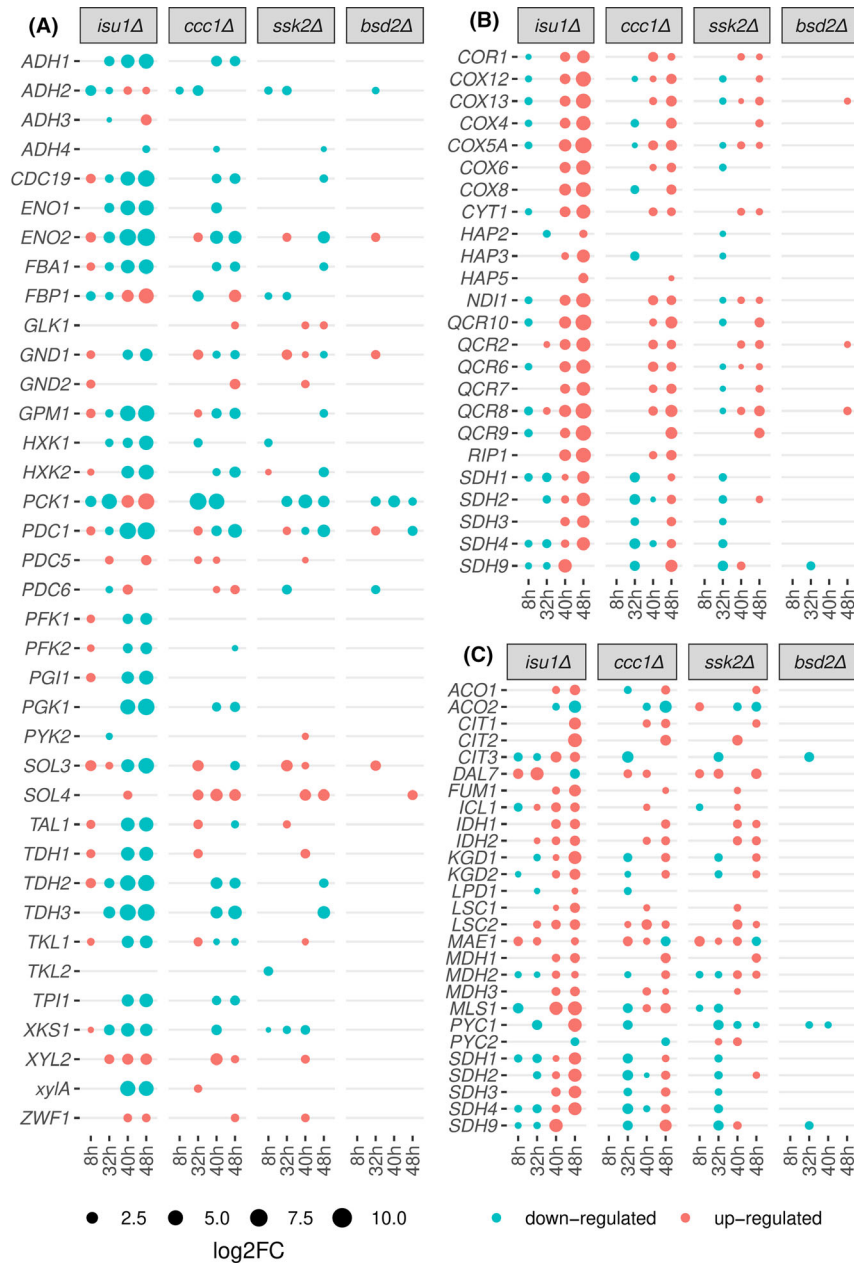 (A)
isu1Δ ccc1Δ ssk2Δ bsd2Δ
ADH1
ADH2
ADH3
ADH4
CDC19
ENO1
ENO2
FBA1
FBP1
GLK1
GND1
GND2
GPM1
HXK1
HXK2
PCK1
PDC1
PDC5
PDC6
PFK1
PFK2
PGI1
PGK1
PYK2
SOL3
SOL4
TAL1
TDH1
TDH2
TDH3
TKL1
TKL2
TPI1
XKS1
XYL2
xylA
ZWF1
8h 32h 40h 48h 8h 32h 40h 48h 8h 32h 40h 48h 8h 32h 40h 48h
(B)
isu1Δ ccc1Δ ssk2Δ bsd2Δ
COR1
COX12
COX13
COX4
COX5A
COX6
COX8
CYT1
HAP2
HAP3
HAP5
NDI1
QCR10
QCR2
QCR6
QCR7
QCR8
QCR9
RIP1
SDH1
SDH2
SDH3
SDH4
SDH9
8h 32h 40h 48h 8h 32h 40h 48h 8h 32h 40h 48h 8h 32h 40h 48h
(C)
isu1Δ ccc1Δ ssk2Δ bsd2Δ
ACO1
ACO2
CIT1
CIT2
CIT3
DAL7
FUM1
ICL1
IDH1
IDH2
KGD1
KGD2
LPD1
LSC1
LSC2
MAE1
MDH1
MDH2
MDH3
MLS1
PYC1
PYC2
SDH1
SDH2
SDH3
SDH4
SDH9
8h 32h 40h 48h 8h 32h 40h 48h 8h 32h 40h 48h 8h 32h 40h 48h
2.5 5.0 7.5 10.0
log2FC
down-regulated up-regulated